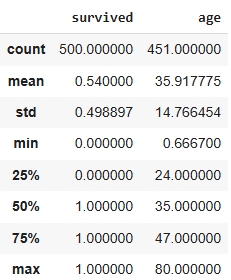 survived age
count 500.000000 451.000000
mean 0.540000 35.917775
std 0.498897 14.766454
min 0.000000 0.666700
25% 0.000000 24.000000
50% 1.000000 35.000000
75% 1.000000 47.000000
max 1.000000 80.000000